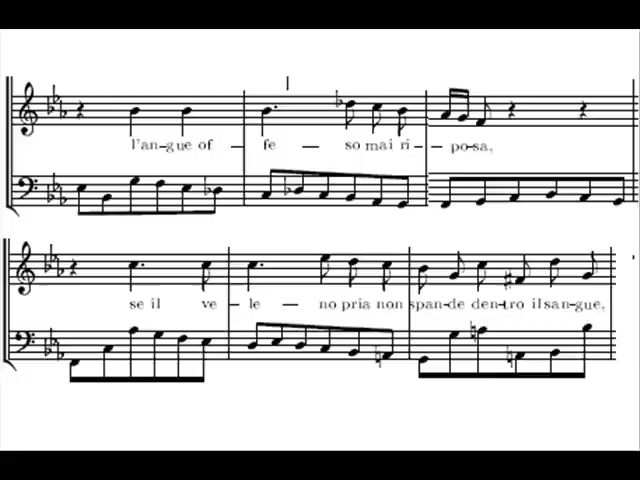 l'an-gue of - fe - so mai ri - po-sa,
se il ve - le - no pria non span-de den-tro il san-gue,